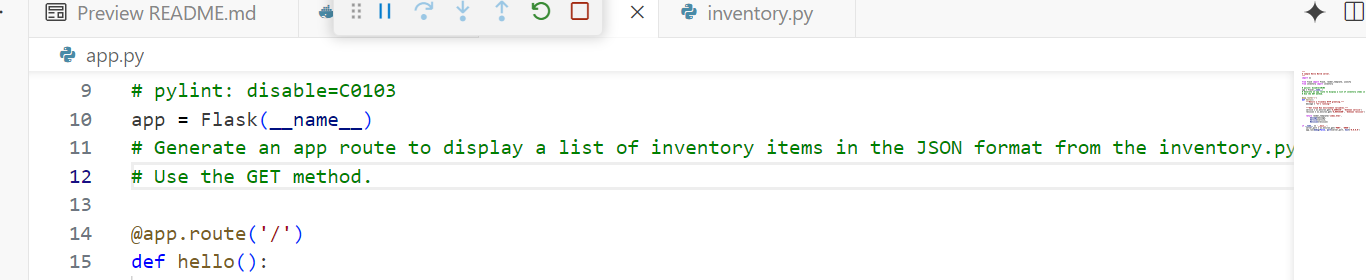 Preview README.md
inventory.py
app.py
9 # pylint: disable=C0103
10 app = Flask(__name__)
11 # Generate an app route to display a list of inventory items in the JSON format from the inventory.py
12 # Use the GET method.
13
14 @app.route('/')
15 def hello():